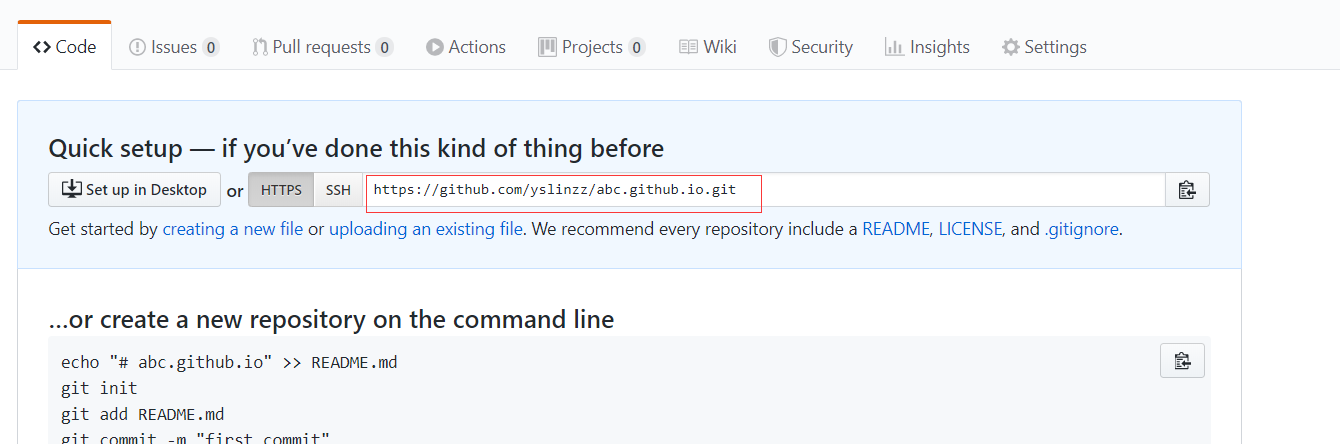 Code Issues 0 Pull requests 0 Actions Projects 0 Wiki Security Insights Settings
Quick setup — if you’ve done this kind of thing before
Set up in Desktop or HTTPS SSH https://github.com/yslinzz/abc.github.io.git
Get started by creating a new file or uploading an existing file. We recommend every repository include a README, LICENSE, and .gitignore.
…or create a new repository on the command line
echo "# abc.github.io" >> README.md
git init
git add README.md
git commit -m "first commit"